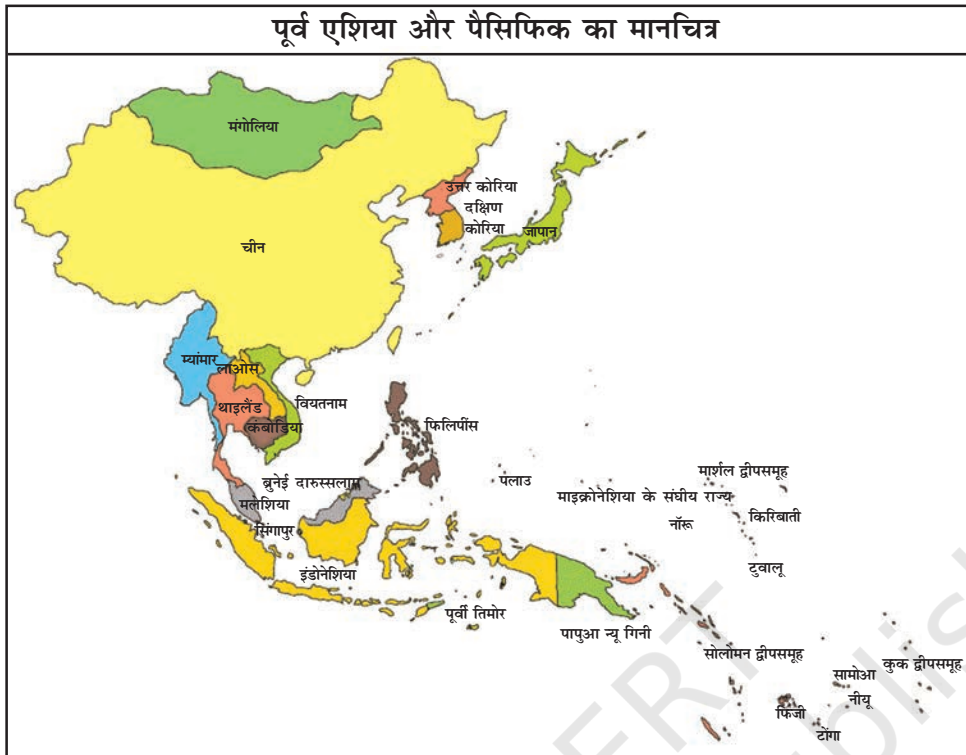 पूर्व एशिया और पैसिफिक का मानचित्र
मंगोलिया
उत्तर कोरिया
दक्षिण
कोरिया
जापान
चीन
म्यांमार
लाओस
थाइलैंड
वियतनाम
कंबोडिया
फिलिपींस
ब्रुनेई दारुस्सलाम
मलेशिया
सिंगापुर
इंडोनेशिया
पूर्वी तिमोर
पलाउ
मार्शल द्वीपसमूह
माइक्रोनेशिया के संघीय राज्य
नॉरू
किरिबाती
टुवालू
पापुआ न्यू गिनी
सोलोमन द्वीपसमूह
सामोआ
कुक द्वीपसमूह
नीयू
फिजी
टोंगा